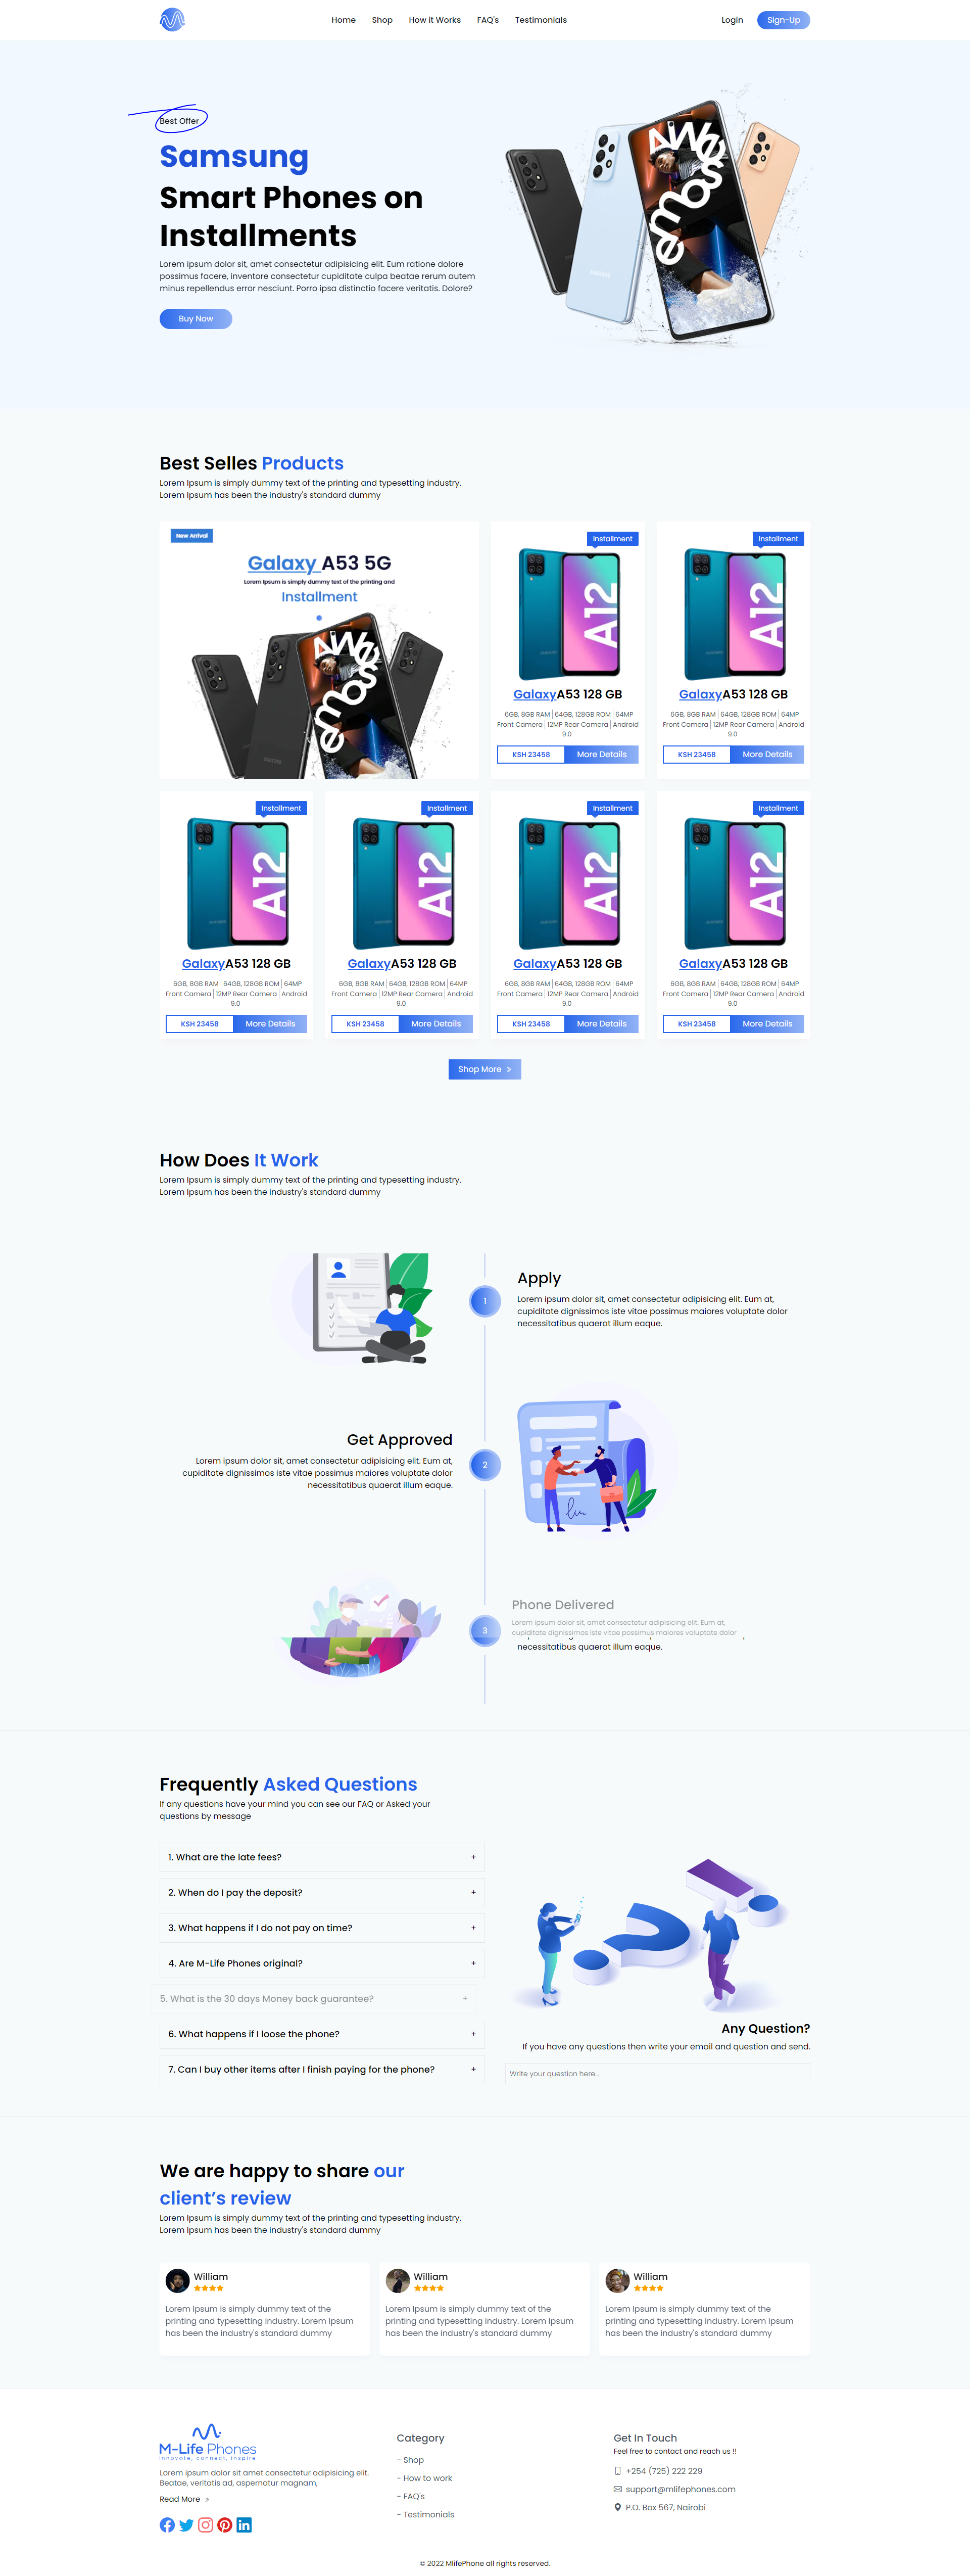 Home Shop How it Works FAQ's Testimonials Login Sign-Up
Best Offer
Samsung
Smart Phones on
Installments
Lorem ipsum dolor sit, amet consectetur adipisicing elit. Eum ratione dolore
possimus facere, inventore consectetur cupiditate culpa beatae rerum autem
minus repellendus error nesciunt. Porro ipsa distinctio facere veritatis. Dolore?
Buy Now
AWE
SOME
SAMSUNG
Best Selles Products
Lorem Ipsum is simply dummy text of the printing and typesetting industry.
Lorem Ipsum has been the industry's standard dummy
New Arrival
Galaxy A53 5G
Lorem Ipsum is simply dummy text of the printing and
Installment
AWE
SOME
Installment
A12
GalaxyA53 128 GB
6GB, 8GB RAM | 64GB, 128GB ROM | 64MP
Front Camera | 12MP Rear Camera | Android
9.0
KSH 23458 More Details
Installment
A12
GalaxyA53 128 GB
6GB, 8GB RAM | 64GB, 128GB ROM | 64MP
Front Camera | 12MP Rear Camera | Android
9.0
KSH 23458 More Details
Installment
A12
GalaxyA53 128 GB
6GB, 8GB RAM | 64GB, 128GB ROM | 64MP
Front Camera | 12MP Rear Camera | Android
9.0
KSH 23458 More Details
Installment
A12
GalaxyA53 128 GB
6GB, 8GB RAM | 64GB, 128GB ROM | 64MP
Front Camera | 12MP Rear Camera | Android
9.0
KSH 23458 More Details
Installment
A12
GalaxyA53 128 GB
6GB, 8GB RAM | 64GB, 128GB ROM | 64MP
Front Camera | 12MP Rear Camera | Android
9.0
KSH 23458 More Details
Installment
A12
GalaxyA53 128 GB
6GB, 8GB RAM | 64GB, 128GB ROM | 64MP
Front Camera | 12MP Rear Camera | Android
9.0
KSH 23458 More Details
Shop More »
How Does It Work
Lorem Ipsum is simply dummy text of the printing and typesetting industry.
Lorem Ipsum has been the industry's standard dummy
1
Apply
Lorem ipsum dolor sit, amet consectetur adipisicing elit. Eum at,
cupiditate dignissimos iste vitae possimus maiores voluptate dolor
necessitatibus quaerat illum eaque.
Get Approved
Lorem ipsum dolor sit, amet consectetur adipisicing elit. Eum at,
cupiditate dignissimos iste vitae possimus maiores voluptate dolor
necessitatibus quaerat illum eaque.
2
3
Phone Delivered
Lorem ipsum dolor sit, amet consectetur adipisicing elit. Eum at,
cupiditate dignissimos iste vitae possimus maiores voluptate dolor
necessitatibus quaerat illum eaque.
Frequently Asked Questions
If any questions have your mind you can see our FAQ or Asked your
questions by message
1. What are the late fees? +
2. When do I pay the deposit? +
3. What happens if I do not pay on time? +
4. Are M-Life Phones original? +
5. What is the 30 days Money back guarantee? +
6. What happens if I loose the phone? +
7. Can I buy other items after I finish paying for the phone? +
Any Question?
If you have any questions then write your email and question and send.
Write your question here...
We are happy to share our
client's review
Lorem Ipsum is simply dummy text of the printing and typesetting industry.
Lorem Ipsum has been the industry's standard dummy
William
Lorem Ipsum is simply dummy text of the
printing and typesetting industry. Lorem Ipsum
has been the industry's standard dummy
William
Lorem Ipsum is simply dummy text of the
printing and typesetting industry. Lorem Ipsum
has been the industry's standard dummy
William
Lorem Ipsum is simply dummy text of the
printing and typesetting industry. Lorem Ipsum
has been the industry's standard dummy
M-Life Phones
Innovate, connect, inspire
Lorem ipsum dolor sit amet consectetur adipisicing elit.
Beatae, veritatis ad, aspernatur magnam,
Read More »
Category
- Shop
- How to work
- FAQ's
- Testimonials
Get In Touch
Feel free to contact and reach us !!
+254 (725) 222 229
support@mlifephones.com
P.O. Box 567, Nairobi
© 2022 MlifePhone all rights reserved.